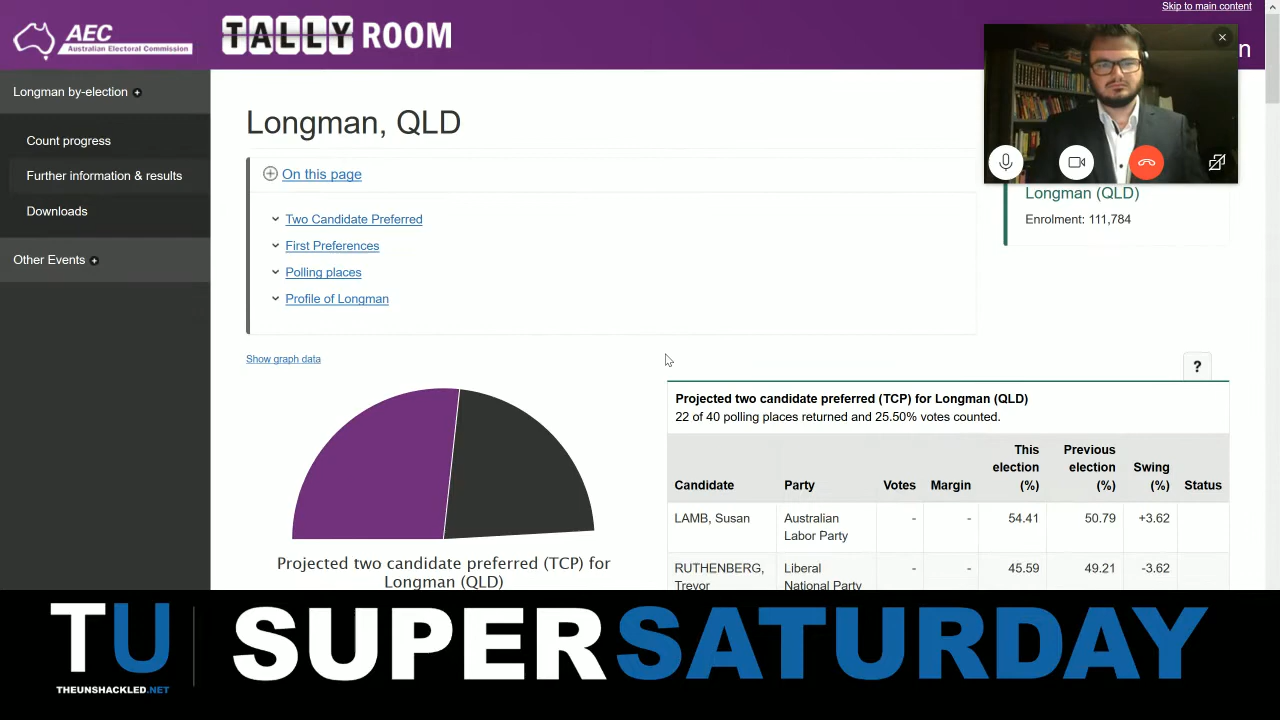 Skip to main content
AEC
Australian Electoral Commission
TALLY ROOM
n
Longman by-election
Count progress
Further information & results
Downloads
Other Events
Longman, QLD
On this page
Two Candidate Preferred
First Preferences
Polling places
Profile of Longman
Longman (QLD)
Enrolment: 111,784
Show graph data
?
Projected two candidate preferred (TCP) for
Longman (QLD)
Projected two candidate preferred (TCP) for Longman (QLD)
22 of 40 polling places returned and 25.50% votes counted.
Candidate Party Votes Margin This election (%) Previous election (%) Swing (%) Status
LAMB, Susan Australian Labor Party - - 54.41 50.79 +3.62
RUTHENBERG, Trevor Liberal National Party - - 45.59 49.21 -3.62
TU SUPERSATURDAY
THEUNSHACKLED.NET